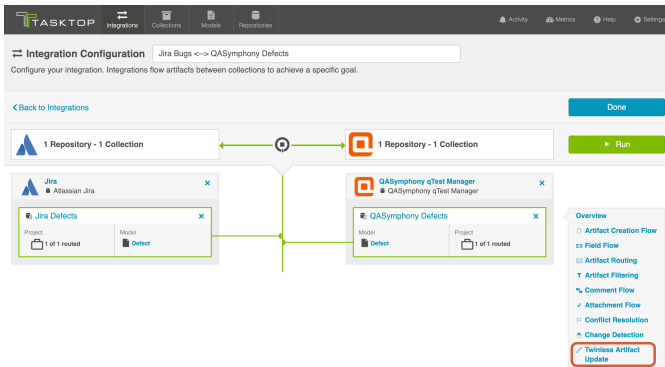 TASKTOP
Integrations
Collections
Models
Repositories
Activity
Metrics
Help
Settings
Integration Configuration
Jira Bugs <--> QASymphony Defects
Configure your integration. Integrations flow artifacts between collections to achieve a specific goal.
Back to Integrations
Done
1 Repository - 1 Collection
1 Repository - 1 Collection
Run
Jira
Atlassian Jira
QASymphony qTest Manager
QASymphony qTest Manager
Jira Defects
Project
Model
1 of 1 routed
Defect
QASymphony Defects
Model
Project
Defect
1 of 1 routed
Overview
Artifact Creation Flow
Field Flow
Artifact Routing
Artifact Filtering
Comment Flow
Attachment Flow
Conflict Resolution
Change Detection
Twinless Artifact
Update